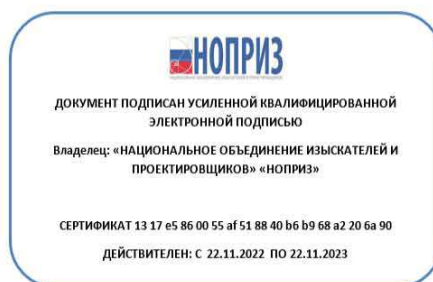 НОПРИЗ
ДОКУМЕНТ ПОДПИСАН УСИЛЕННОЙ КВАЛИФИЦИРОВАННОЙ
ЭЛЕКТРОННОЙ ПОДПИСЬЮ
Владелец: «НАЦИОНАЛЬНОЕ ОБЪЕДИНЕНИЕ ИЗЫСКАТЕЛЕЙ И
ПРОЕКТИРОВЩИКОВ» «НОПРИЗ»
СЕРТИФИКАТ 13 17 e5 86 00 55 af 51 88 40 b6 b9 68 a2 20 6a 90
ДЕЙСТВИТЕЛЕН: С 22.11.2022 ПО 22.11.2023